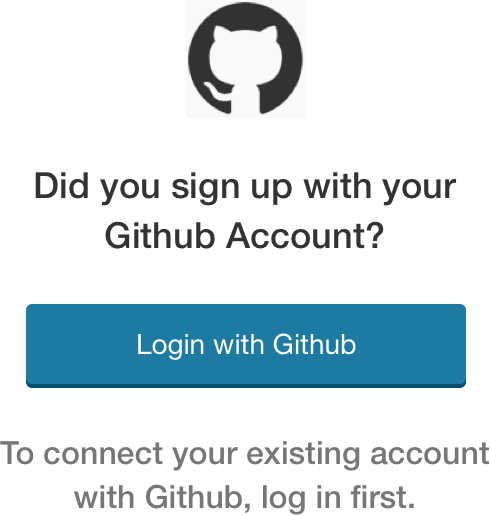 Did you sign up with your
Github Account?
Login with Github
To connect your existing account
with Github, log in first.